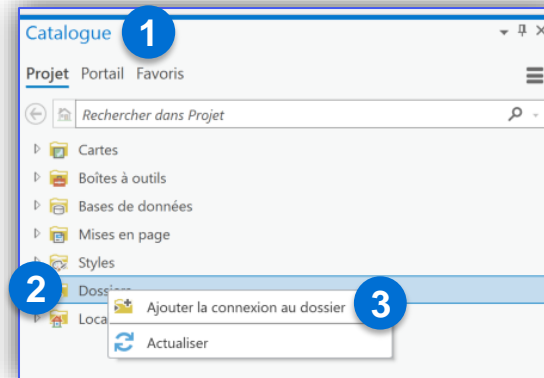 Catalogue 1
Projet Portail Favoris
Rechercher dans Projet
Cartes
Boîtes à outils
Bases de données
Mises en page
Styles
2 Dossiers
Ajouter la connexion au dossier 3
Loca
Actualiser